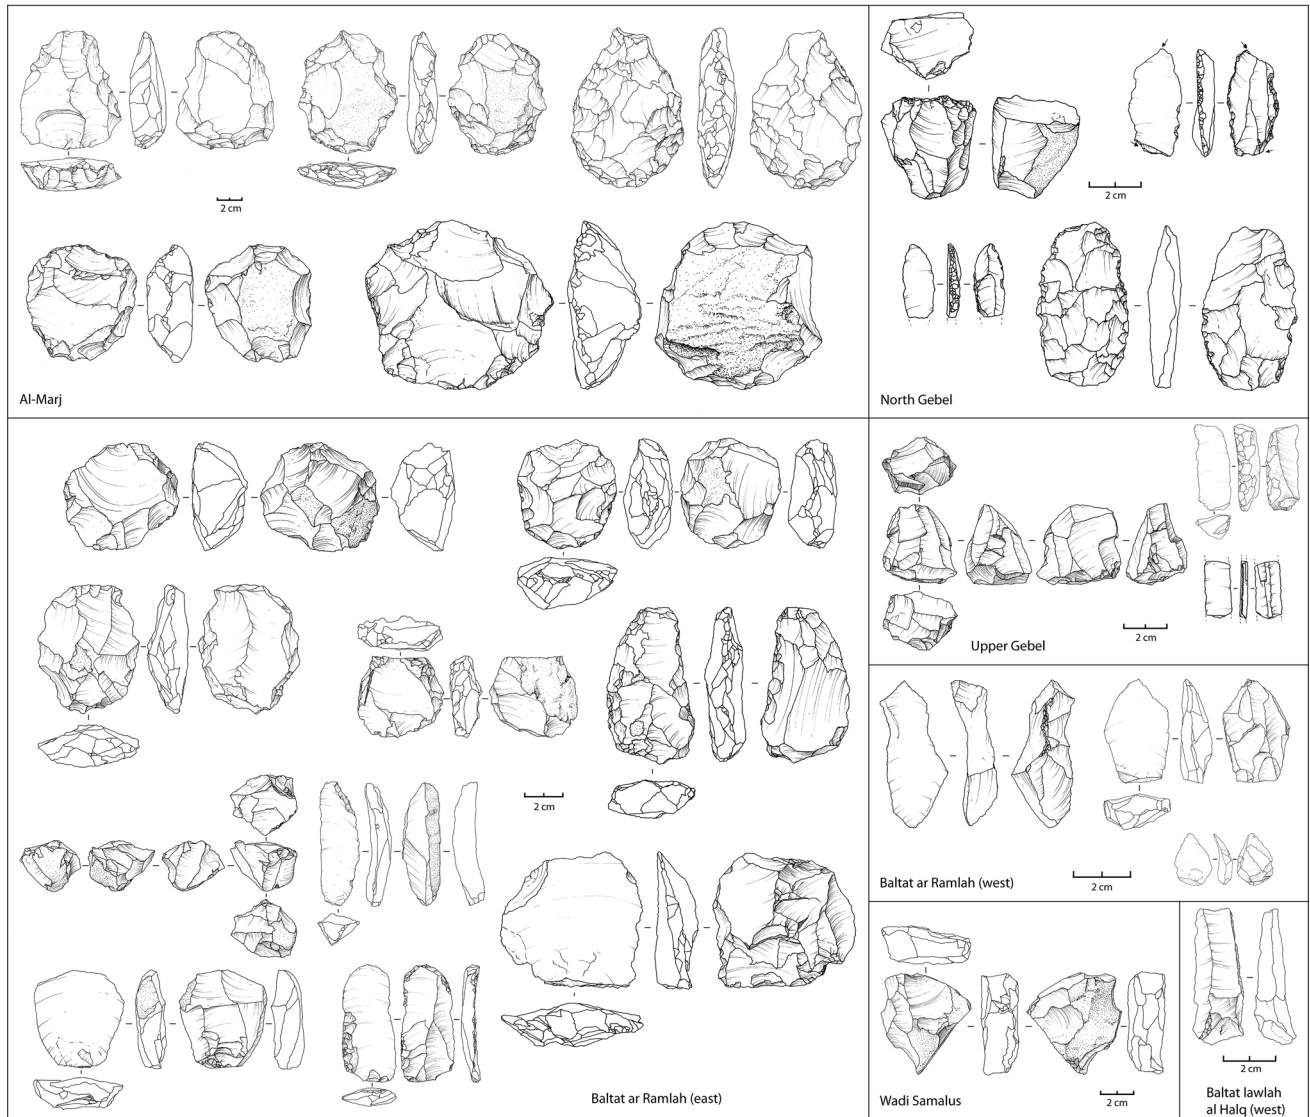 2 cm
Al-Marj
2 cm
North Gebel
2 cm
Upper Gebel
2 cm
Baltat ar Ramlah (east)
2 cm
Baltat ar Ramlah (west)
2 cm
Wadi Samalus
2 cm
Baltat lawlah
al Halq (west)